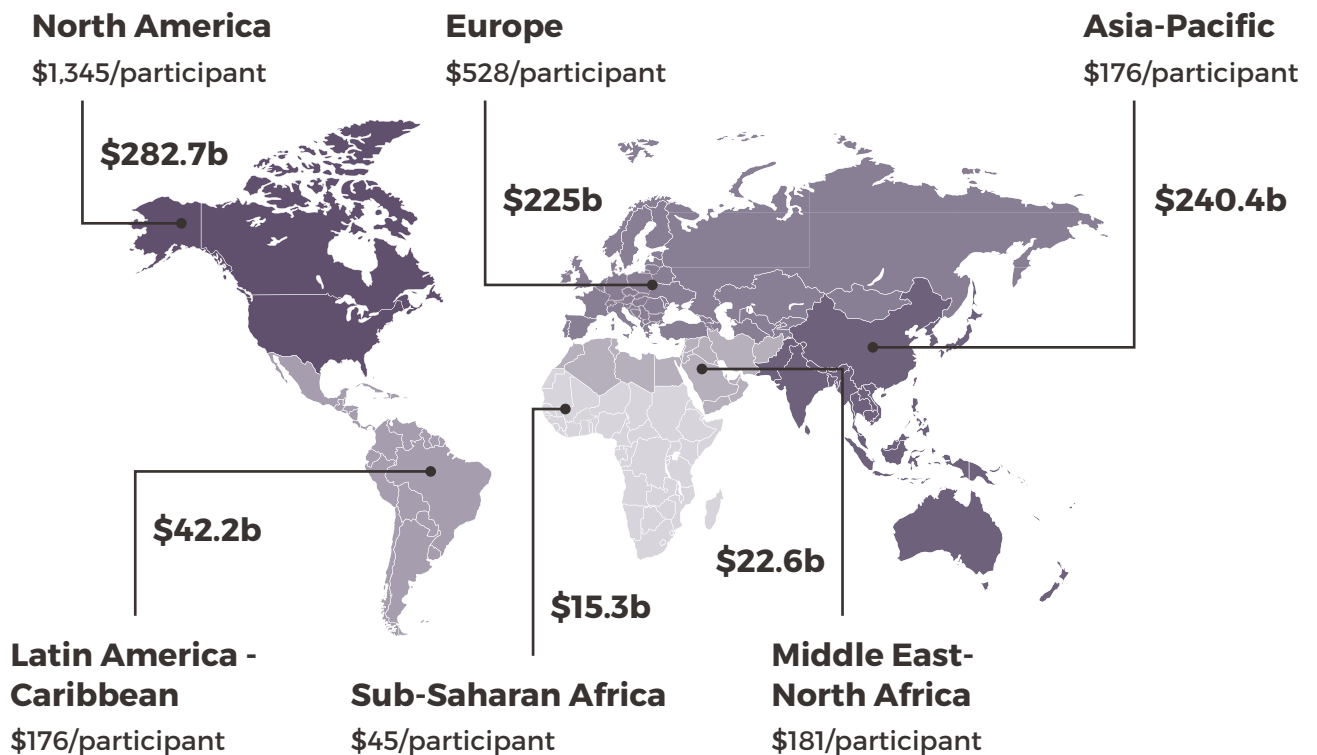 North America
$1,345/participant
$282.7b
Europe
$528/participant
$225b
Asia-Pacific
$176/participant
$240.4b
$42.2b
Latin America -
Caribbean
$176/participant
$15.3b
Sub-Saharan Africa
$45/participant
$22.6b
Middle East-
North Africa
$181/participant